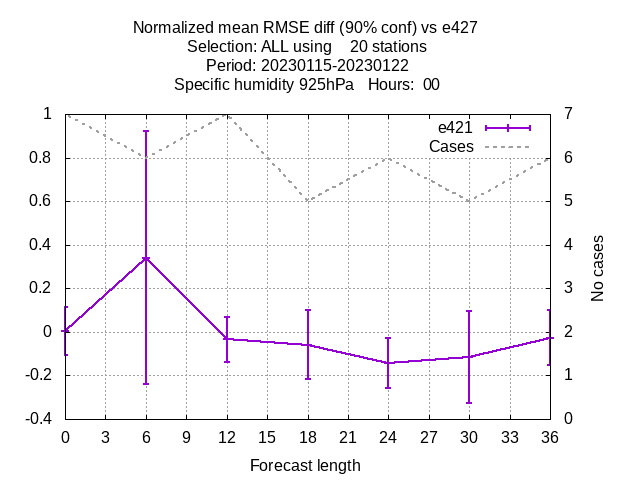 Normalized mean RMSE diff (90% conf) vs e427
Selection: ALL using    20 stations
Period: 20230115-20230122
Specific humidity 925hPa   Hours:  00
e421
Cases
1
0.8
0.6
0.4
0.2
0
-0.2
-0.4
7
6
5
4
3
2
1
0
No cases
0 3 6 9 12 15 18 21 24 27 30 33 36
Forecast length